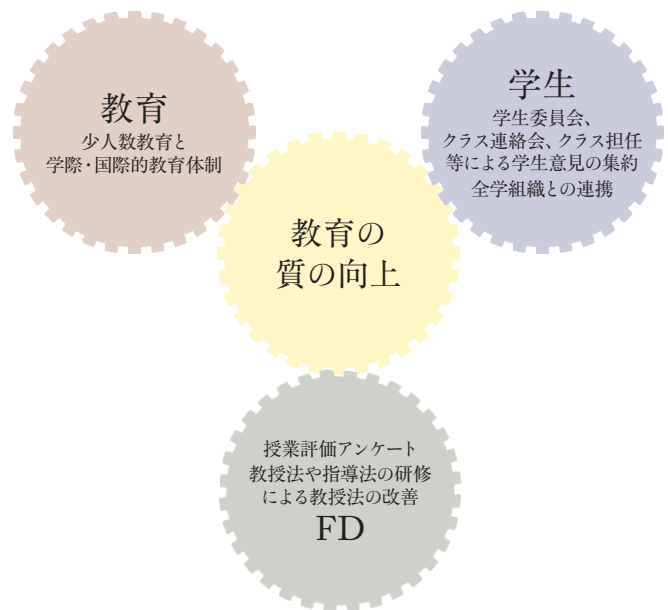 教育
少人数教育と
学際・国際的教育体制
学生
学生委員会、
クラス連絡会、クラス担任
等による学生意見の集約
全学組織との連携
教育の
質の向上
授業評価アンケート
教授法や指導法の研修
による教授法の改善
FD